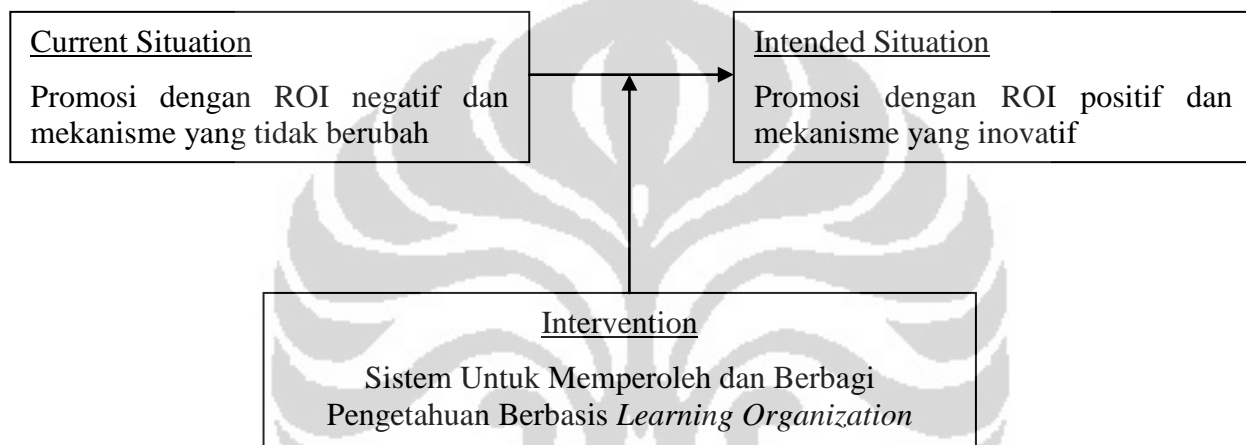 Current Situation
Promosi dengan ROI negatif dan
mekanisme yang tidak berubah
Intended Situation
Promosi dengan ROI positif dan
mekanisme yang inovatif
Intervention
Sistem Untuk Memperoleh dan Berbagi
Pengetahuan Berbasis Learning Organization